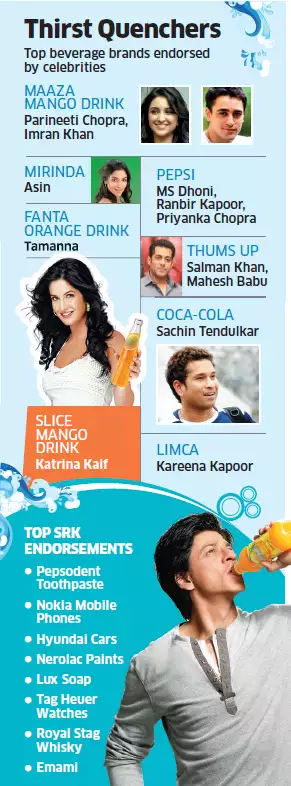 Thirst Quenchers
Top beverage brands endorsed
by celebrities
MAAZA
MANGO DRINK
Parineeti Chopra,
Imran Khan
MIRINDA
Asin
FANTA
ORANGE DRINK
Tamanna
PEPSI
MS Dhoni,
Ranbir Kapoor,
Priyanka Chopra
THUMS UP
Salman Khan,
Mahesh Babu
COCA-COLA
Sachin Tendulkar
SLICE
MANGO
DRINK
Katrina Kaif
LIMCA
Kareena Kapoor
TOP SRK
ENDORSEMENTS
● Pepsodent
Toothpaste
● Nokia Mobile
Phones
● Hyundai Cars
● Nerolac Paints
● Lux Soap
● Tag Heuer
Watches
● Royal Stag
Whisky
● Emami